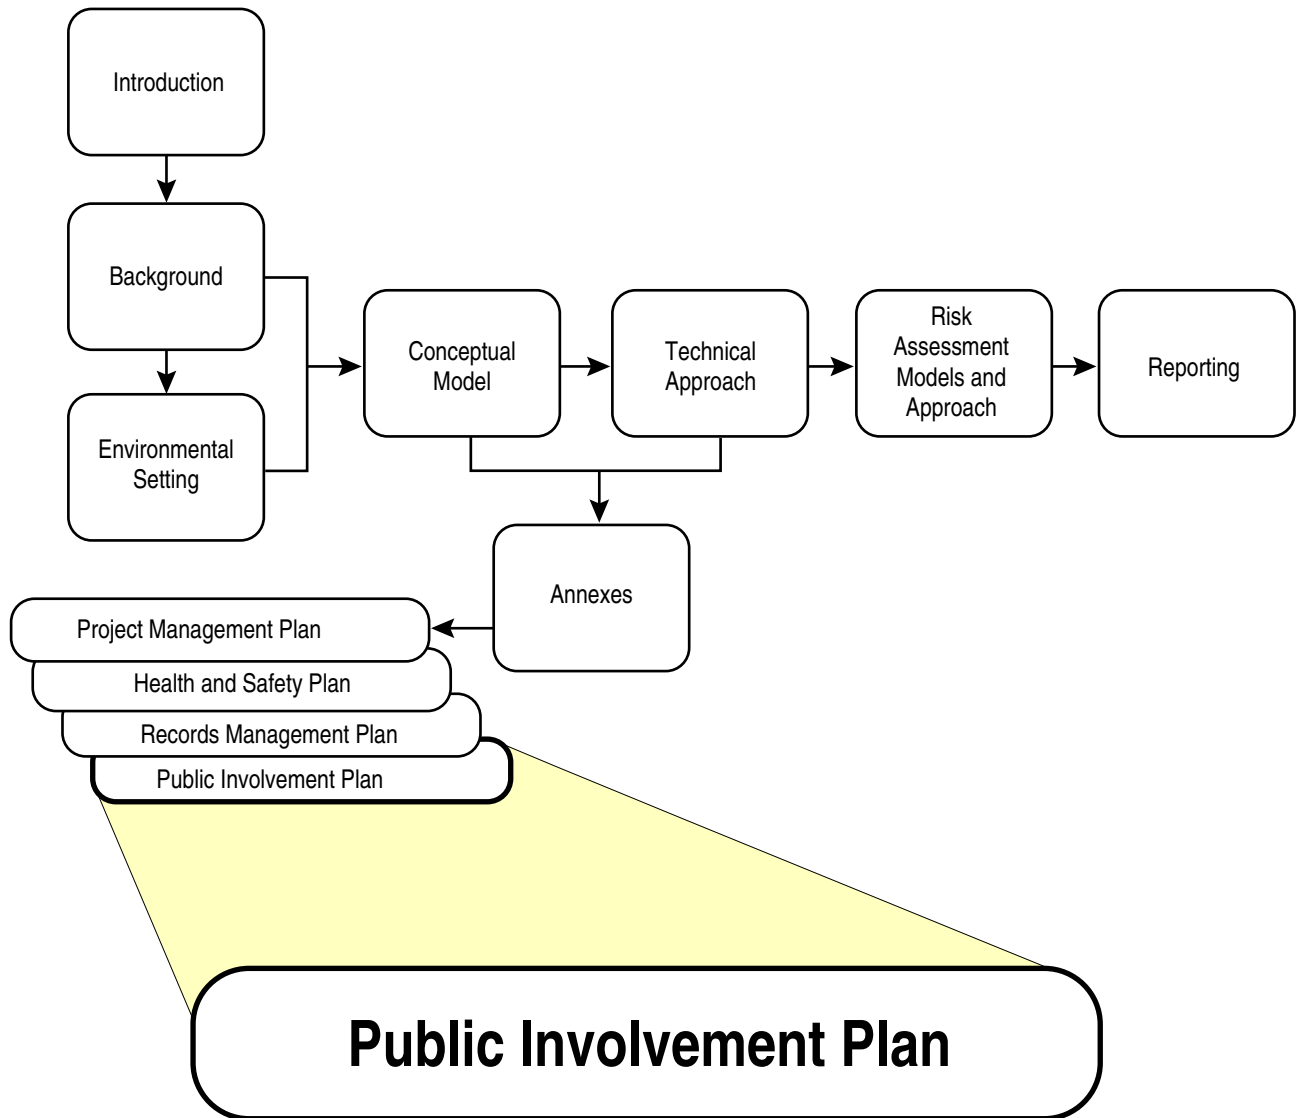 Introduction
Background
Environmental
Setting
Conceptual
Model
Technical
Approach
Risk
Assessment
Models and
Approach
Reporting
Annexes
Project Management Plan
Health and Safety Plan
Records Management Plan
Public Involvement Plan
Public Involvement Plan